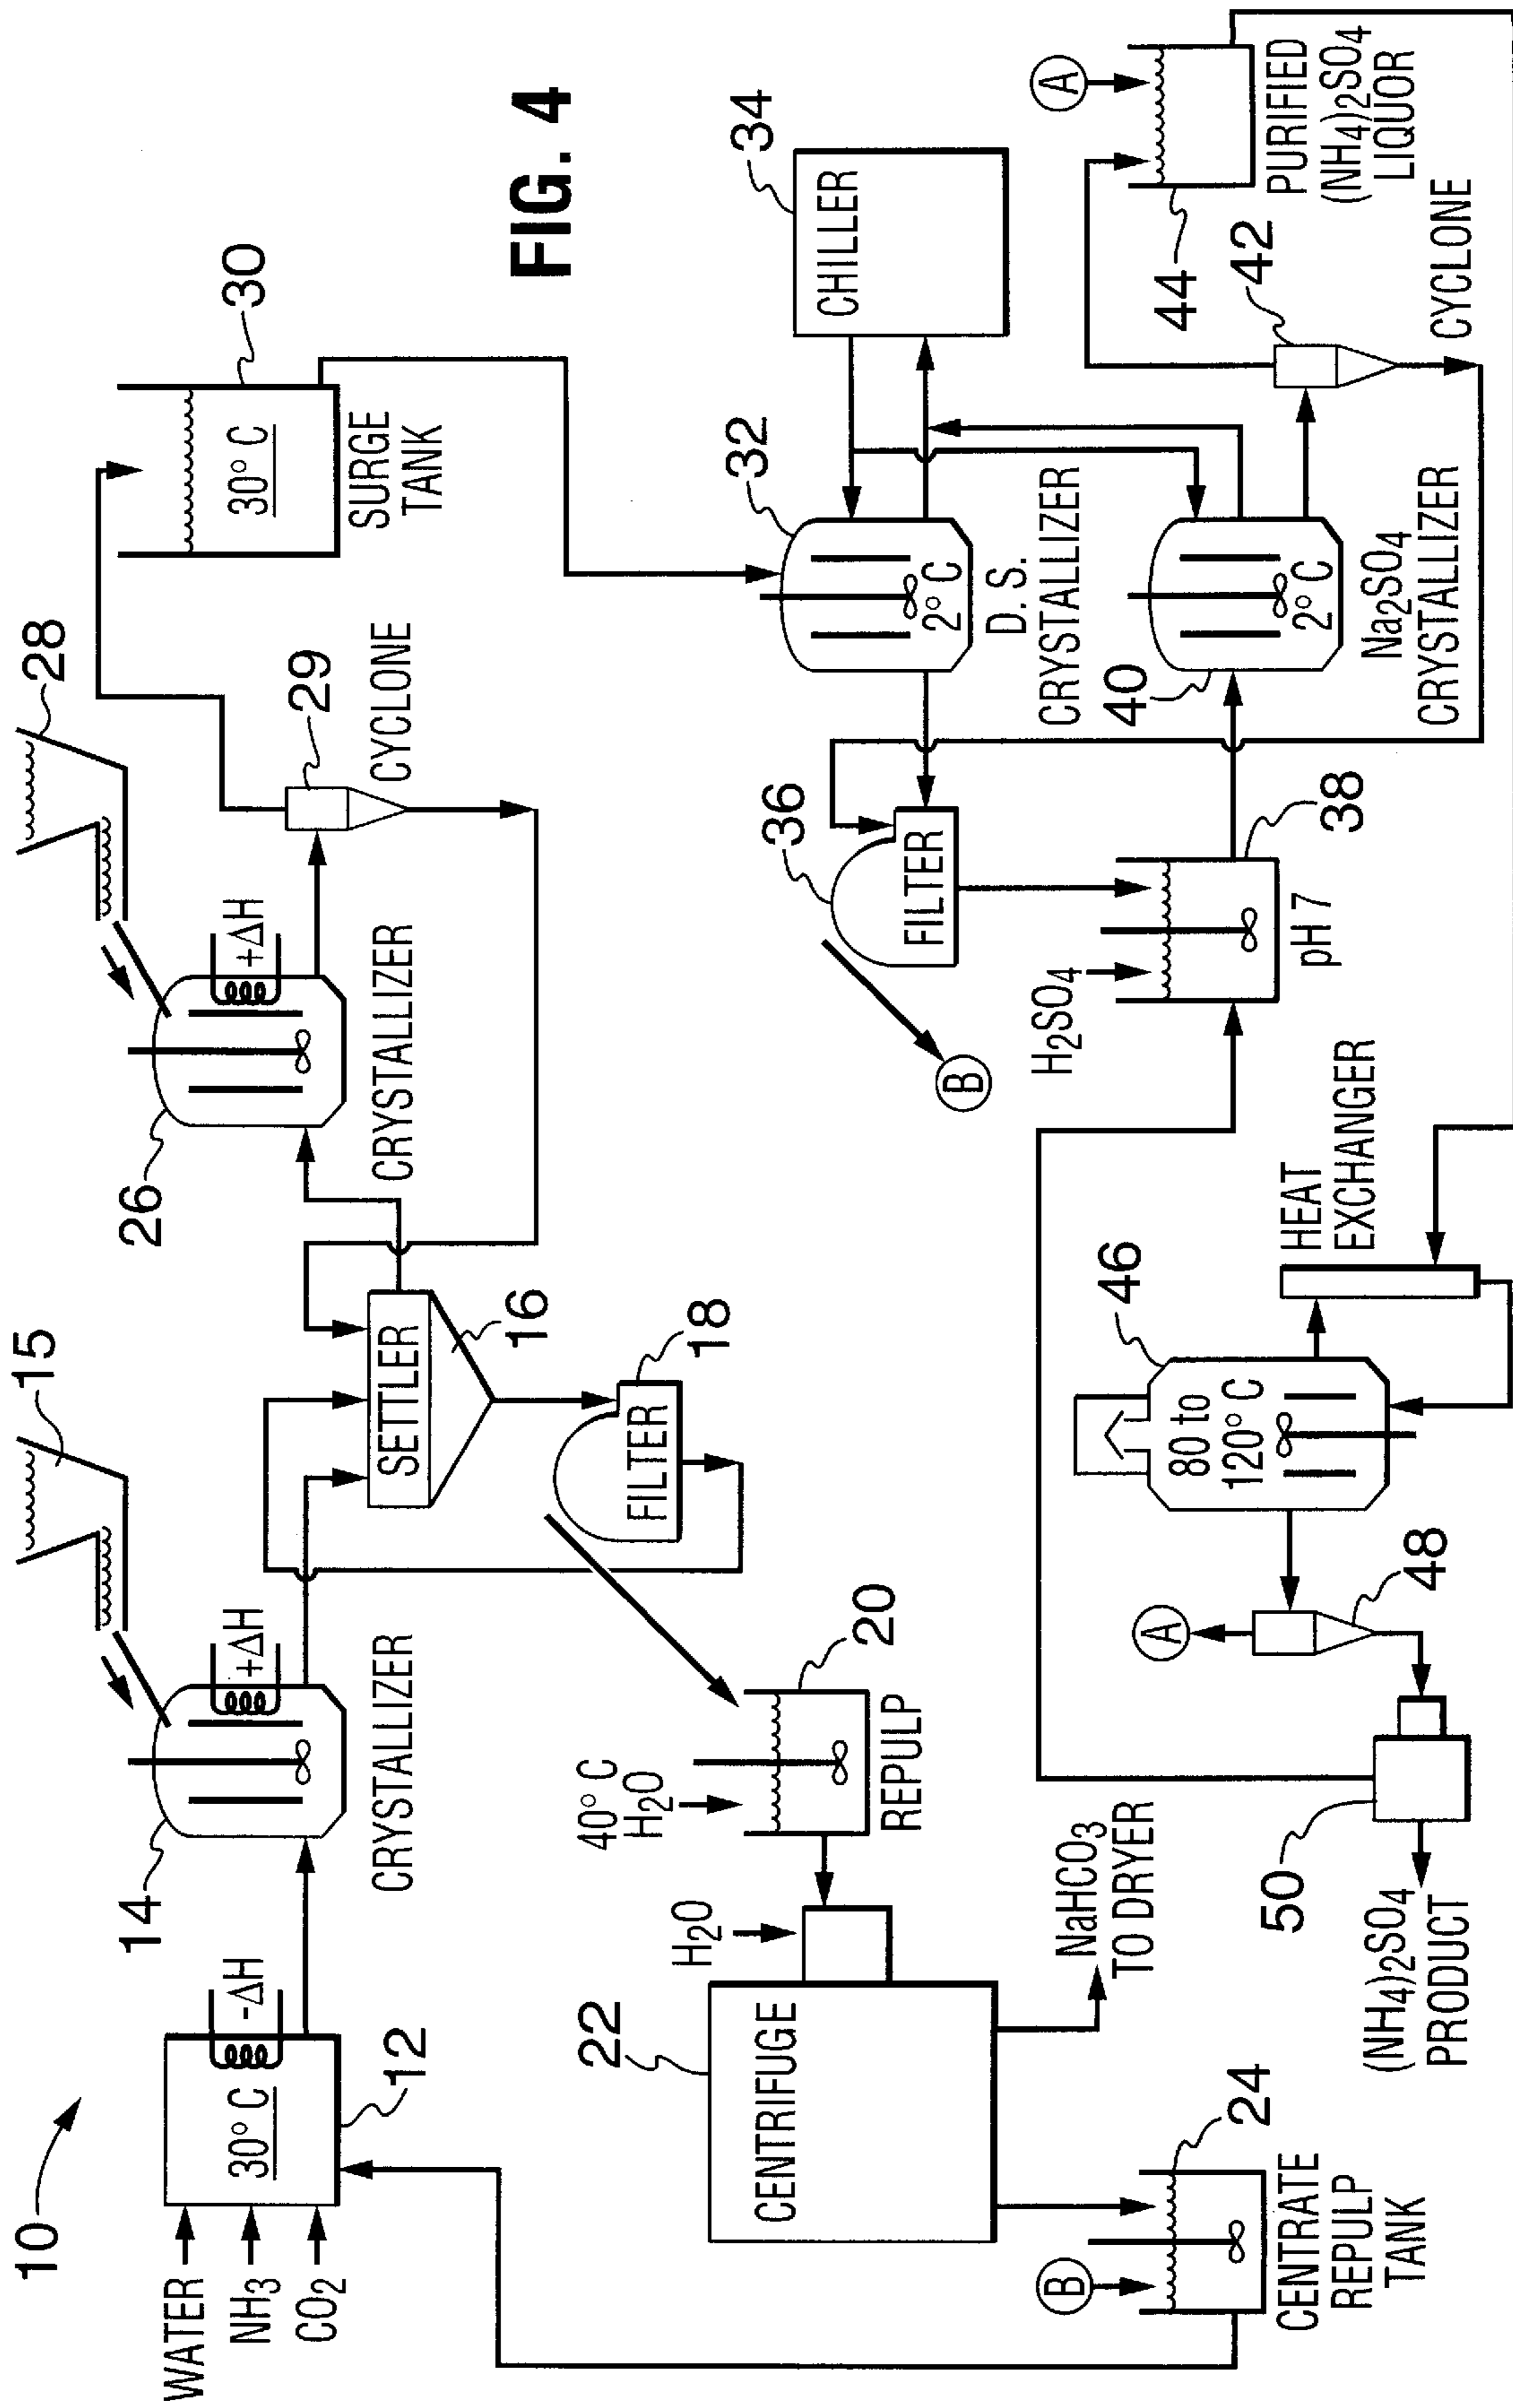 FIG. 4
10
WATER
NH3
CO2
30° C
-ΔH
12
14
CRYSTALLIZER
+ΔH
15
SETTLER
16
FILTER
18
40° C
H2O
REPULP
20
H2O
CENTRIFUGE
22
NaHCO3
TO DRYER
B
CENTRATE
REPULP
TANK
24
26
CRYSTALLIZER
+ΔH
28
29
CYCLONE
30° C
30
SURGE
TANK
32
2° C
D. S.
CRYSTALLIZER
CHILLER
34
36
FILTER
B
H2SO4
pH 7
38
40
2° C
Na2SO4
CRYSTALLIZER
42
CYCLONE
44
A
PURIFIED
(NH4)2SO4
LIQUOR
HEAT
EXCHANGER
46
80 to
120° C
A
48
50
(NH4)2SO4
PRODUCT